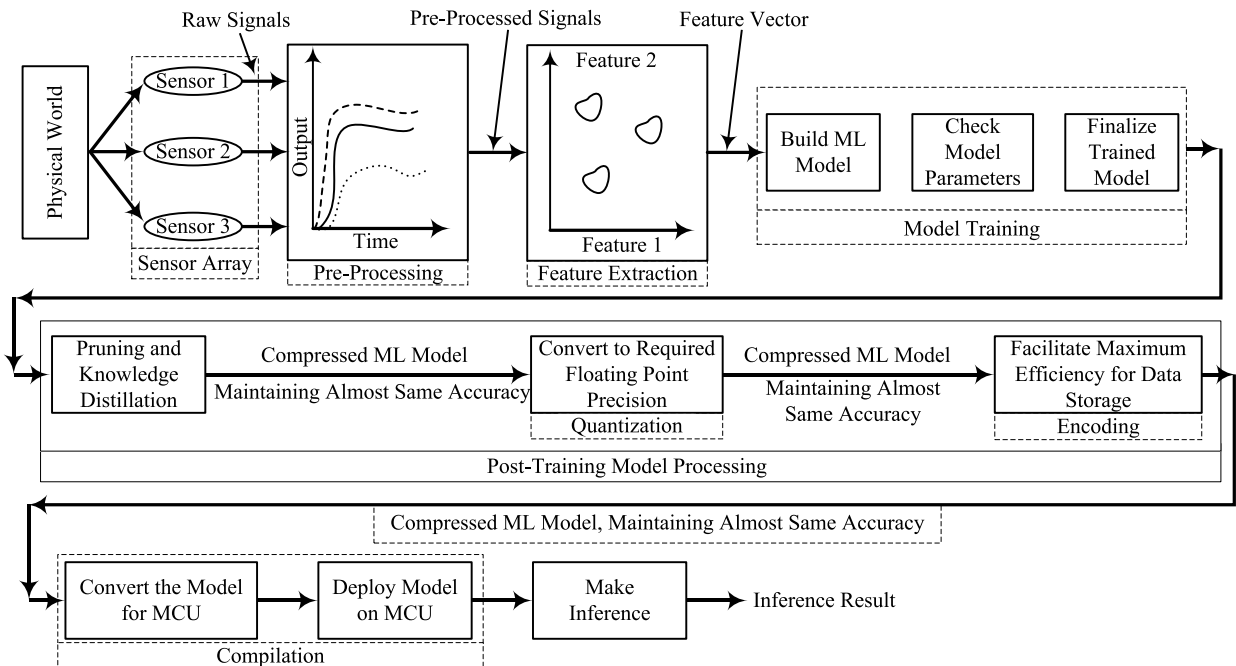 Raw Signals
Pre-Processed Signals
Feature Vector
Physical World
Sensor 1
Sensor 2
Sensor 3
Sensor Array
Output
Time
Pre-Processing
Feature 2
Feature 1
Feature Extraction
Build ML
Model
Check
Model
Parameters
Finalize
Trained
Model
Model Training
Pruning and
Knowledge
Distillation
Compressed ML Model
Maintaining Almost Same Accuracy
Convert to Required
Floating Point
Precision
Quantization
Compressed ML Model
Maintaining Almost
Same Accuracy
Facilitate Maximum
Efficiency for Data
Storage
Encoding
Post-Training Model Processing
Compressed ML Model, Maintaining Almost Same Accuracy
Convert the Model
for MCU
Deploy Model
on MCU
Compilation
Make
Inference
Inference Result